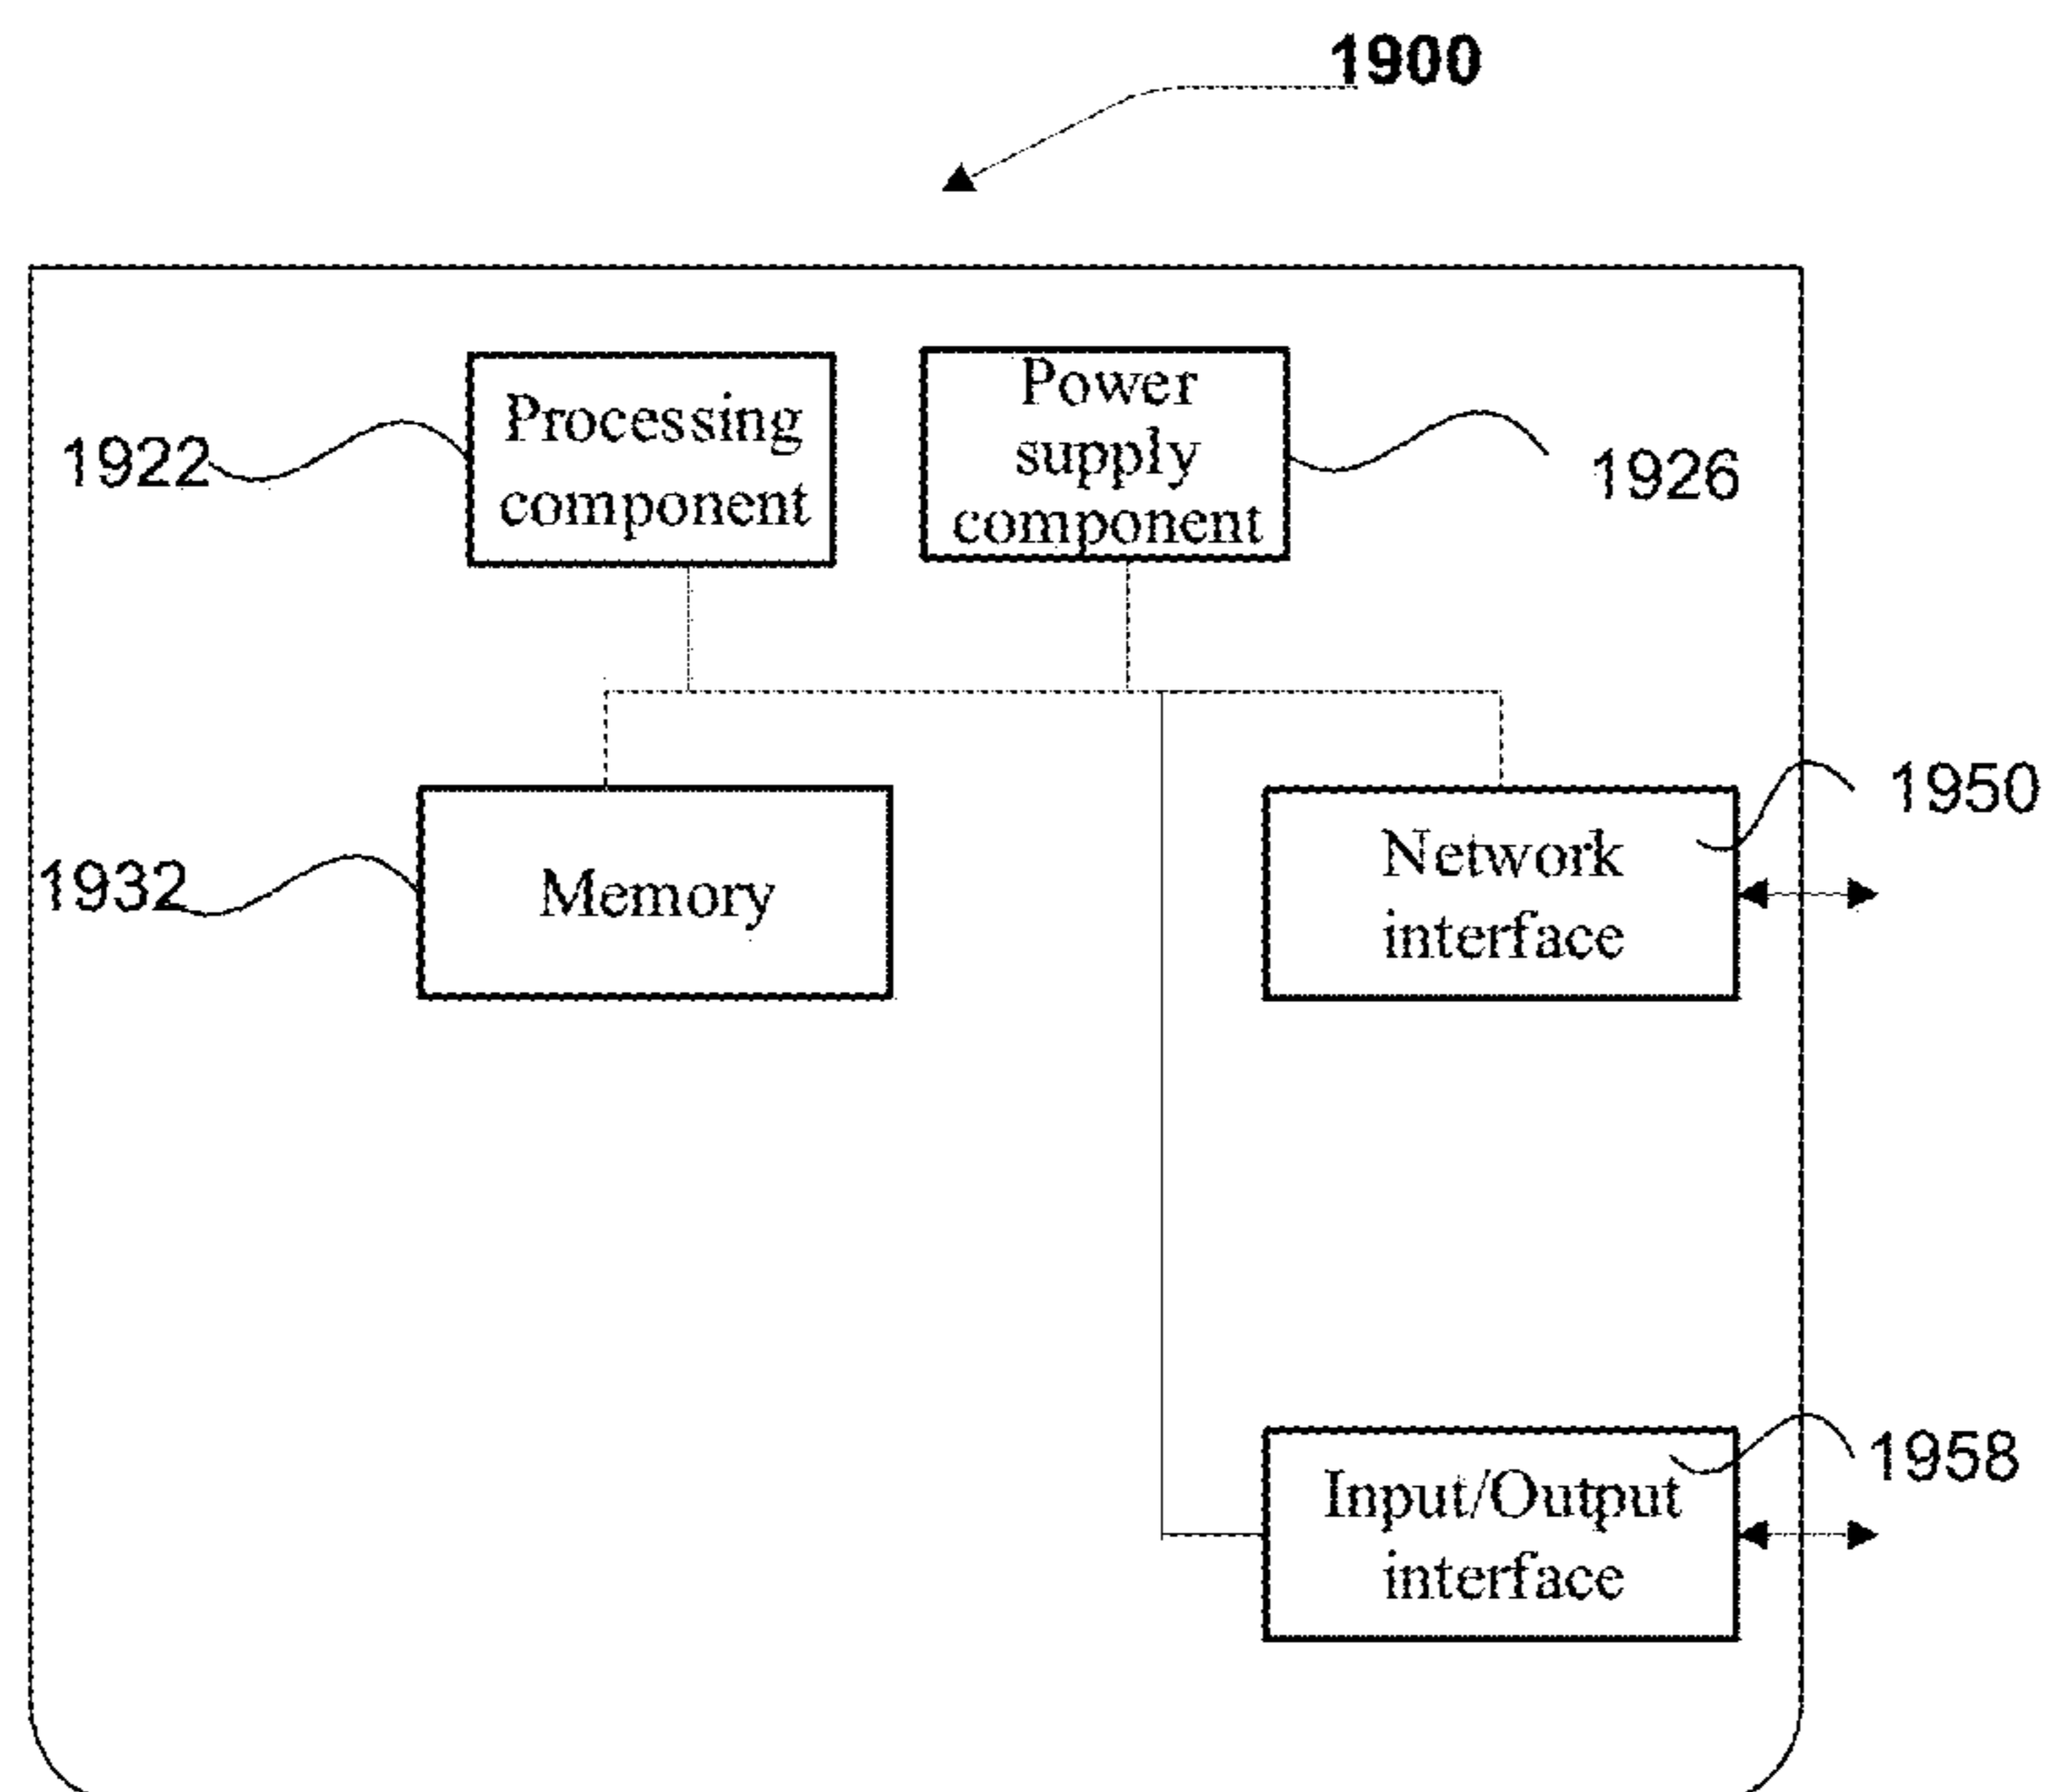 1900
Processing
component
Power
supply
component
1922
1926
1932
Memory
Network
interface
1950
Input/Output
interface
1958